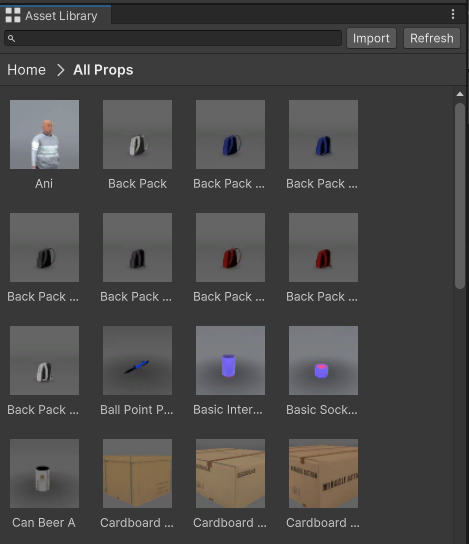 Asset Library
Import
Refresh
Home > All Props
Ani
Back Pack
Back Pack ...
Back Pack ...
Back Pack ...
Back Pack ...
Back Pack ...
Back Pack ...
Back Pack ...
Ball Point P...
Basic Inter...
Basic Sock...
Can Beer A
Cardboard ...
Cardboard ...
Cardboard ...